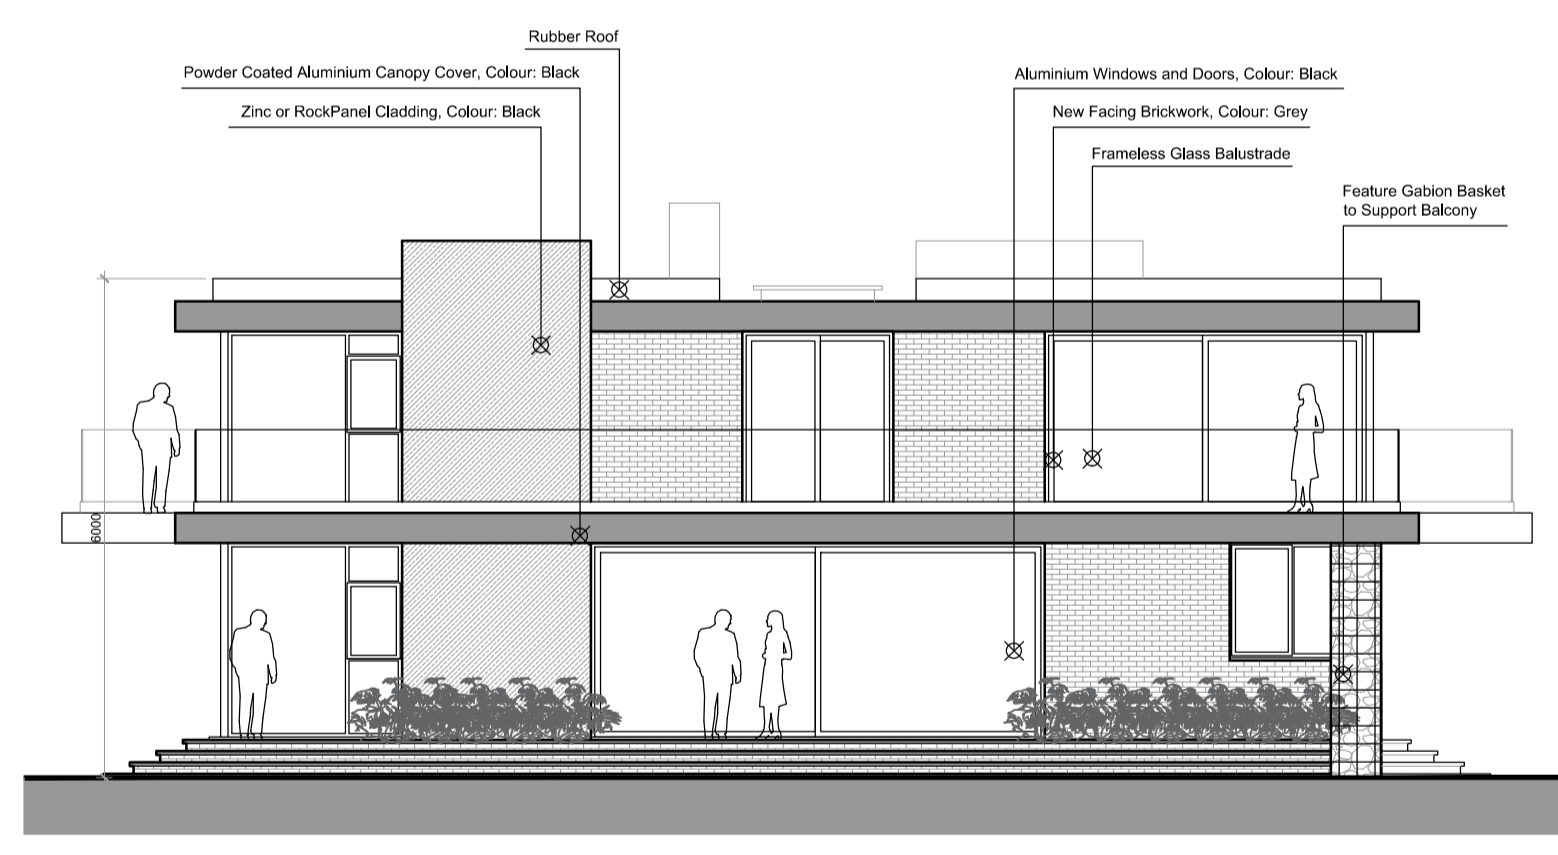 Rubber Roof
Powder Coated Aluminium Canopy Cover, Colour: Black
Aluminium Windows and Doors, Colour: Black
Zinc or RockPanel Cladding, Colour: Black
New Facing Brickwork, Colour: Grey
Frameless Glass Balustrade
Feature Gabion Basket
to Support Balcony
6000